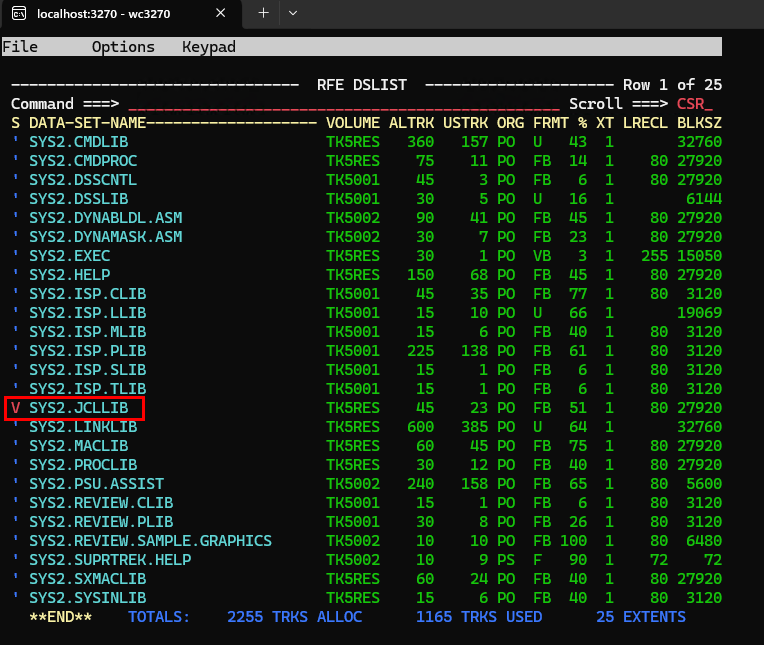 localhost:3270 - wc3270
File Options Keypad
-------------------------------- RFE DSLIST --------------------- Row 1 of 25
Command ===> ________________________________________________ Scroll ===> CSR_
S DATA-SET-NAME------------------- VOLUME ALTRK USTRK ORG FRMT % XT LRECL BLKSZ
' SYS2.CMDLIB TK5RES 360 157 PO U 43 1 32760
' SYS2.CMDPROC TK5RES 75 11 PO FB 14 1 80 27920
' SYS2.DSSCNTL TK5001 45 3 PO FB 6 1 80 27920
' SYS2.DSSLIB TK5001 30 5 PO U 16 1 6144
' SYS2.DYNABLDL.ASM TK5002 90 41 PO FB 45 1 80 27920
' SYS2.DYNAMASK.ASM TK5002 30 7 PO FB 23 1 80 27920
' SYS2.EXEC TK5RES 30 1 PO VB 3 1 255 15050
' SYS2.HELP TK5RES 150 68 PO FB 45 1 80 27920
' SYS2.ISP.CLIB TK5001 45 35 PO FB 77 1 80 3120
' SYS2.ISP.LLIB TK5001 15 10 PO U 66 1 19069
' SYS2.ISP.MLIB TK5001 15 6 PO FB 40 1 80 3120
' SYS2.ISP.PLIB TK5001 225 138 PO FB 61 1 80 3120
' SYS2.ISP.SLIB TK5001 15 1 PO FB 6 1 80 3120
' SYS2.ISP.TLIB TK5001 15 1 PO FB 6 1 80 3120
V SYS2.JCLLIB TK5RES 45 23 PO FB 51 1 80 27920
' SYS2.LINKLIB TK5RES 600 385 PO U 64 1 32760
' SYS2.MACLIB TK5RES 60 45 PO FB 75 1 80 27920
' SYS2.PROCLIB TK5RES 30 12 PO FB 40 1 80 27920
' SYS2.PSU.ASSIST TK5002 240 158 PO FB 65 1 80 5600
' SYS2.REVIEW.CLIB TK5001 15 1 PO FB 6 1 80 3120
' SYS2.REVIEW.PLIB TK5001 30 8 PO FB 26 1 80 3120
' SYS2.REVIEW.SAMPLE.GRAPHICS TK5002 10 10 PO FB 100 1 80 6480
' SYS2.SUPRTREK.HELP TK5002 10 9 PS F 90 1 72 72
' SYS2.SXMACLIB TK5RES 60 24 PO FB 40 1 80 27920
' SYS2.SYSINLIB TK5RES 15 6 PO FB 40 1 80 3120
**END** TOTALS: 2255 TRKS ALLOC 1165 TRKS USED 25 EXTENTS